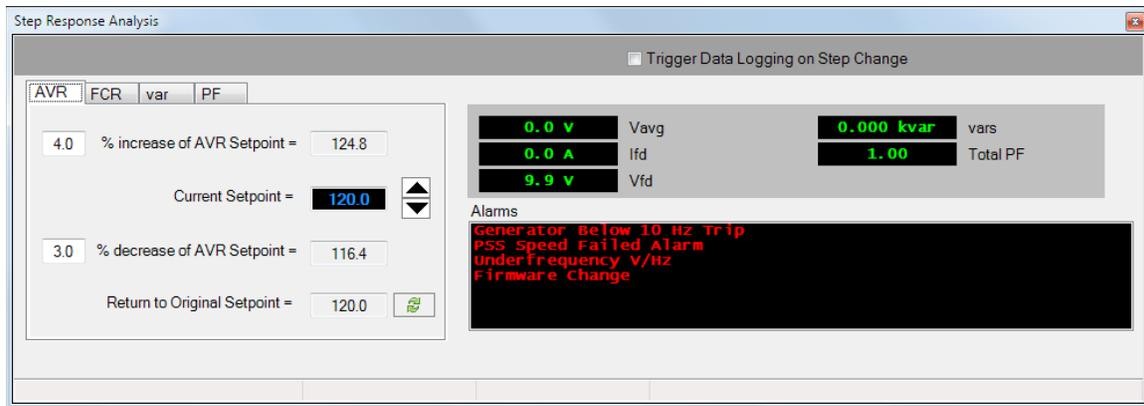 Step Response Analysis
Trigger Data Logging on Step Change
AVR FCR var PF
4.0 % increase of AVR Setpoint = 124.8
Current Setpoint = 120.0
3.0 % decrease of AVR Setpoint = 116.4
Return to Original Setpoint = 120.0
0.0 V Vavg 0.000 kvar vars
0.0 A Ifd 1.00 Total PF
9.9 V Vfd
Alarms
Generator Below 10 Hz Trip
PSS Speed Failed Alarm
Underfrequency V/Hz
Firmware Change